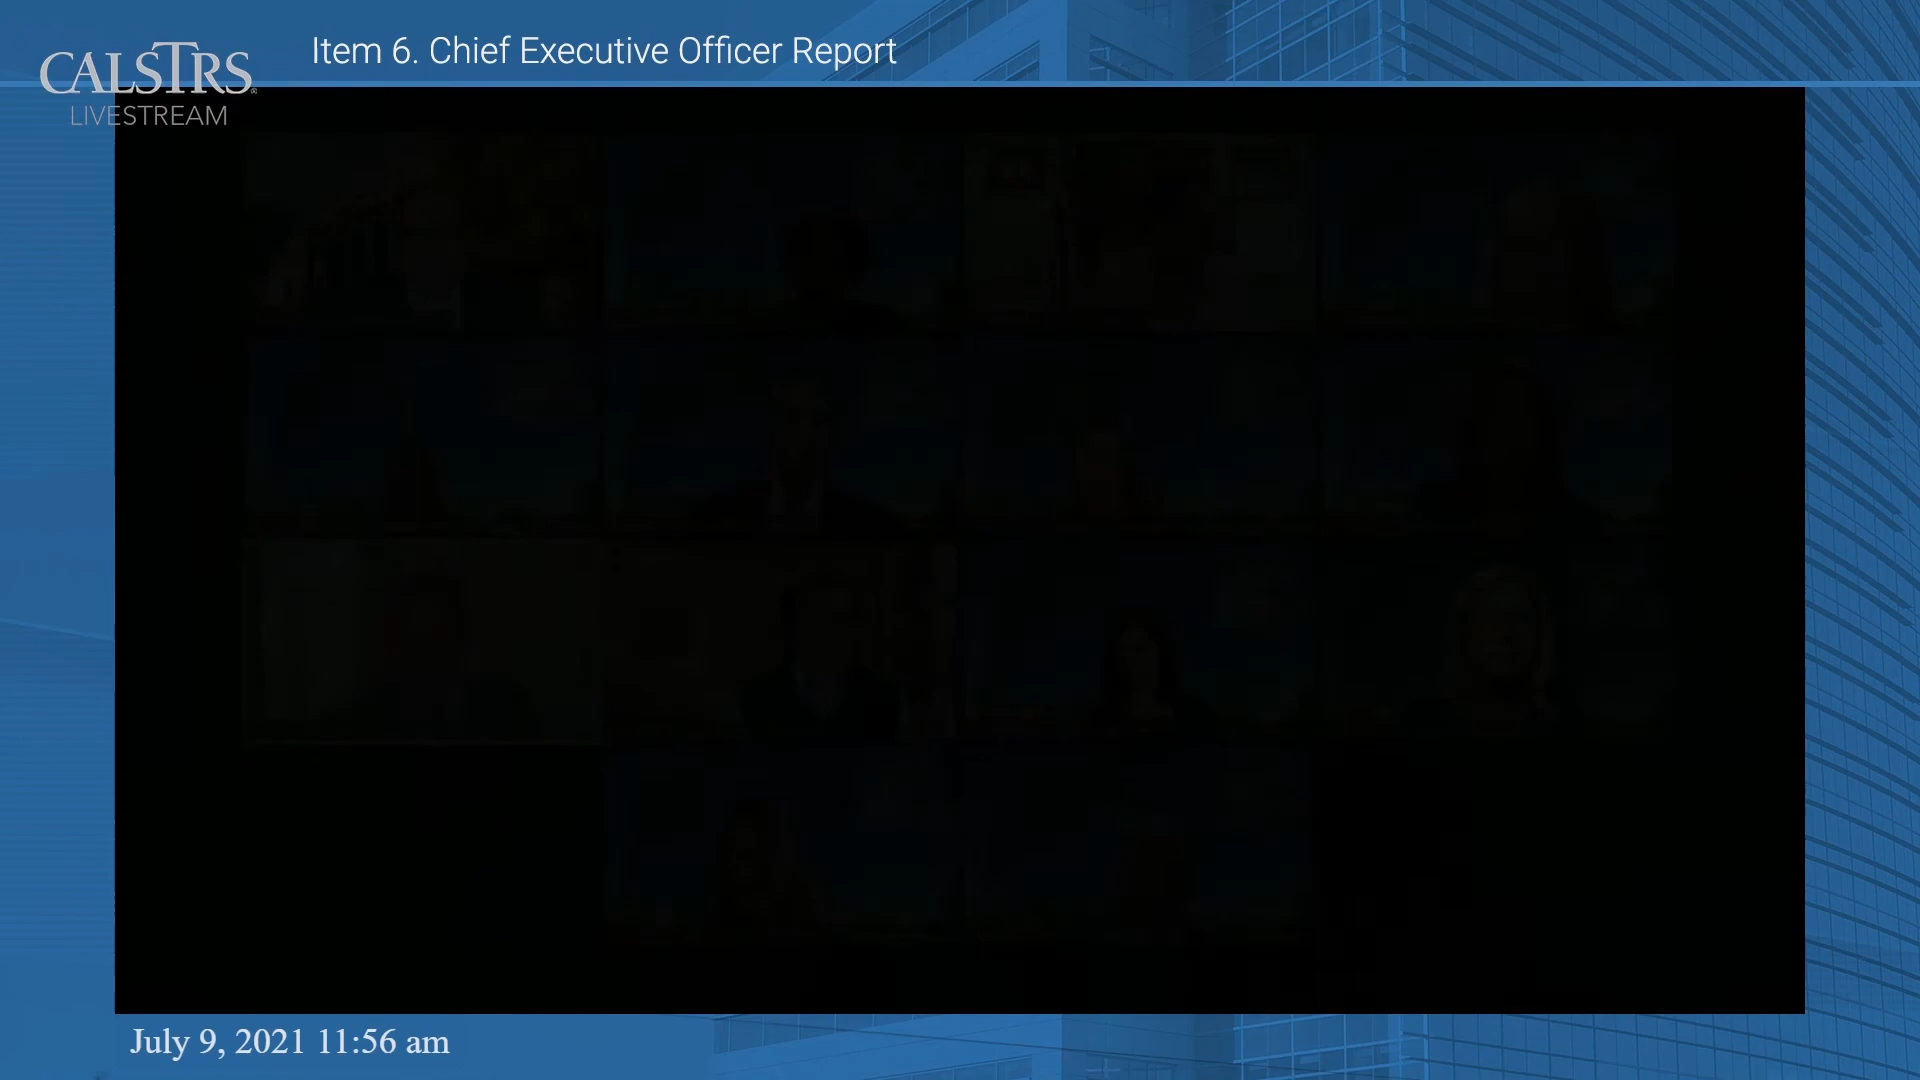 Item 6. Chief Executive Officer Report
CALSTRS®
LIVESTREAM
July 9, 2021 11:56 am